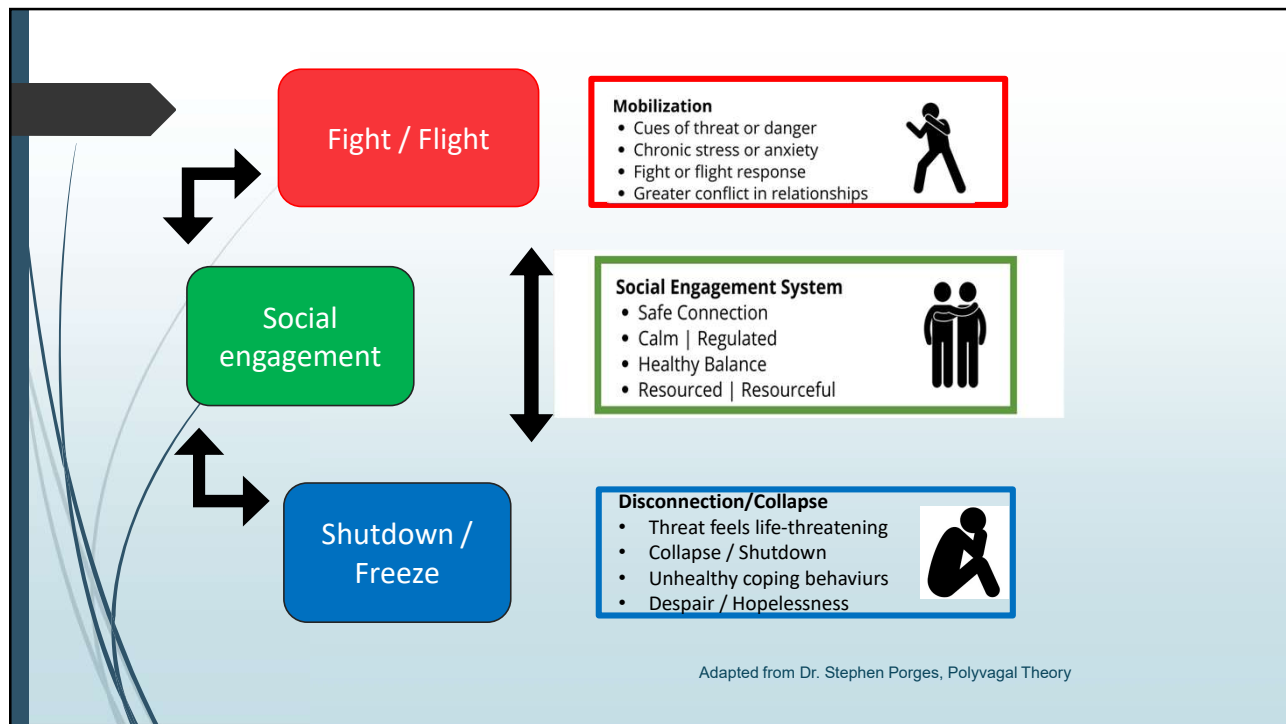 Fight / Flight
Mobilization
• Cues of threat or danger
• Chronic stress or anxiety
• Fight or flight response
• Greater conflict in relationships
Social
engagement
Social Engagement System
• Safe Connection
• Calm | Regulated
• Healthy Balance
• Resourced | Resourceful
Shutdown /
Freeze
Disconnection/Collapse
• Threat feels life-threatening
• Collapse / Shutdown
• Unhealthy coping behaviurs
• Despair / Hopelessness
Adapted from Dr. Stephen Porges, Polyvagal Theory